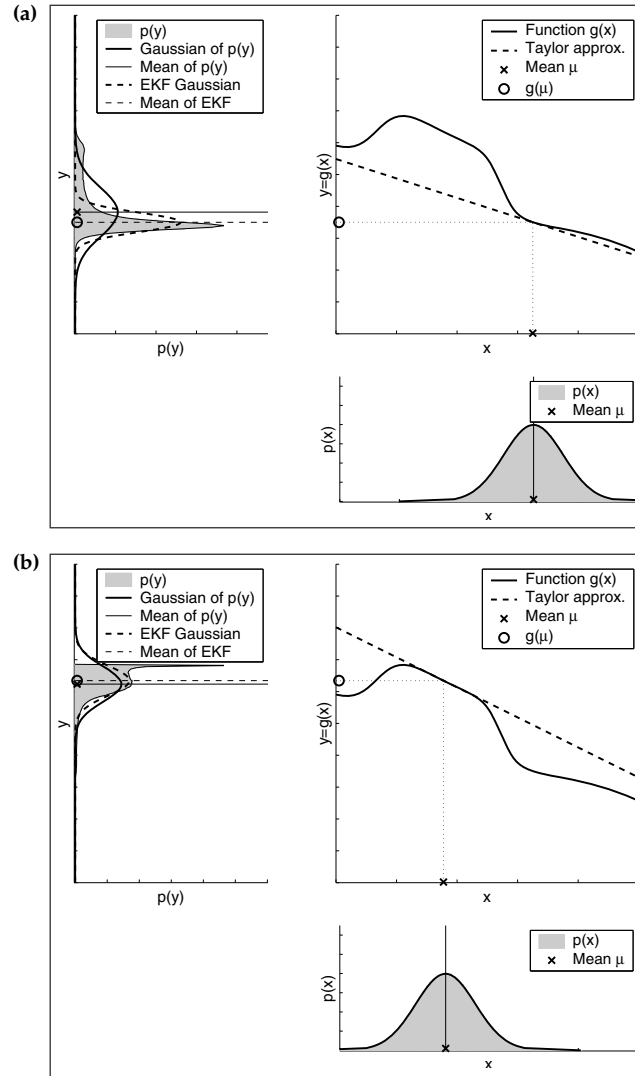 (a)
p(y)
Gaussian of p(y)
Mean of p(y)
EKF Gaussian
Mean of EKF
y
p(y)
Function g(x)
Taylor approx.
Mean μ
g(μ)
y=g(x)
x
p(x)
Mean μ
p(x)
x
(b)
p(y)
Gaussian of p(y)
Mean of p(y)
EKF Gaussian
Mean of EKF
y
p(y)
Function g(x)
Taylor approx.
Mean μ
g(μ)
y=g(x)
x
p(x)
Mean μ
p(x)
x